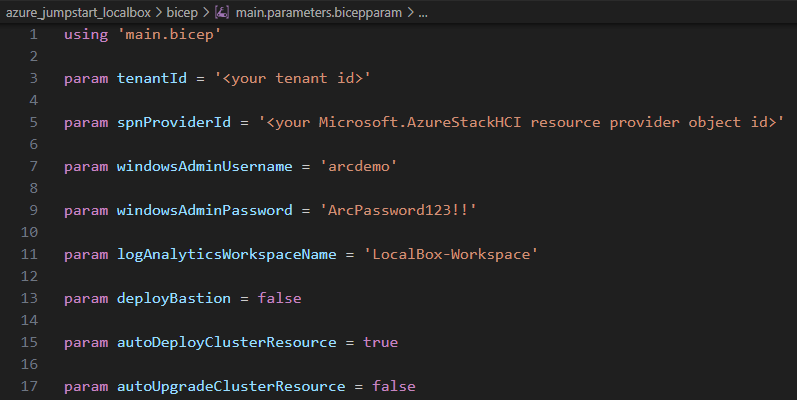 azure_jumpstart_localbox > bicep > main.parameters.bicepparam > ...
1 using 'main.bicep'
2
3 param tenantId = '<your tenant id>'
4
5 param spnProviderId = '<your Microsoft.AzureStackHCI resource provider object id>'
6
7 param windowsAdminUsername = 'arcdemo'
8
9 param windowsAdminPassword = 'ArcPassword123!!'
10
11 param logAnalyticsWorkspaceName = 'LocalBox-Workspace'
12
13 param deployBastion = false
14
15 param autoDeployClusterResource = true
16
17 param autoUpgradeClusterResource = false